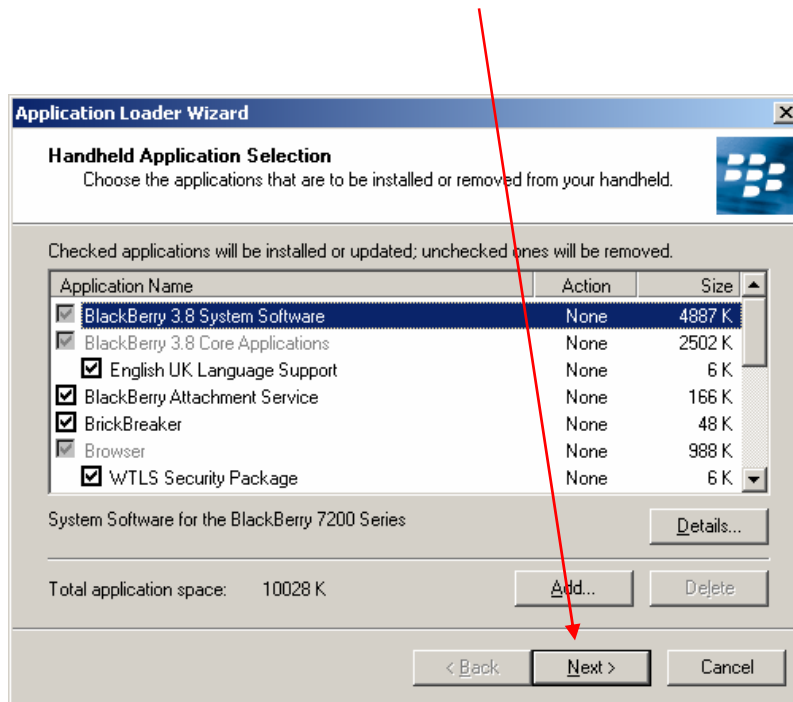 Application Loader Wizard
Handheld Application Selection
Choose the applications that are to be installed or removed from your handheld.
Checked applications will be installed or updated; unchecked ones will be removed.
Application Name Action Size
BlackBerry 3.8 System Software None 4887 K
BlackBerry 3.8 Core Applications None 2502 K
English UK Language Support None 6 K
BlackBerry Attachment Service None 166 K
BrickBreaker None 48 K
Browser None 988 K
WTLS Security Package None 6 K
System Software for the BlackBerry 7200 Series Details...
Total application space: 10028 K Add... Delete
< Back Next > Cancel